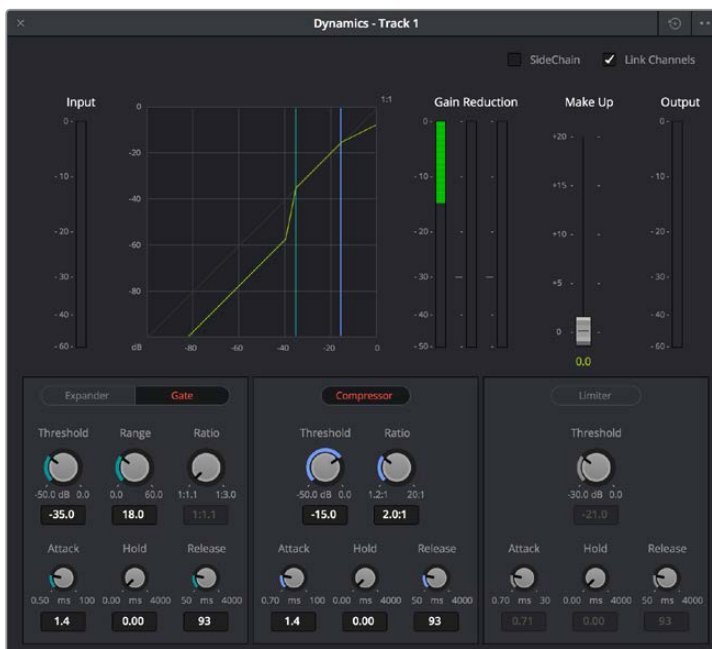 Dynamics - Track 1
SideChain Link Channels
Input 1:1 Gain Reduction Make Up Output
0 - 0 0 - +20 - 0 -
-20
- 10 - 10 +15 - 10
-40
- 20 - 20 +10 - 20
-60
- 30 - 30 +5 - 30
-80
- 40 - 40 0 - 40
- 60 dB -80 -60 -40 -20 0 - 50 - 60
0.0
Expander Gate Compressor Limiter
Threshold Range Ratio Threshold Ratio Threshold
-50.0 dB 0.0 0.0 60.0 1:1.1 1:3.0 -50.0 dB 0.0 1.2:1 20:1 -30.0 dB 0.0
-35.0 18.0 1:1.1 -15.0 2.0:1 -21.0
Attack Hold Release Attack Hold Release Attack Hold Release
0.50 ms 100 0.00 ms 4000 50 ms 4000 0.70 ms 100 0.00 ms 4000 50 ms 4000 0.70 ms 30 0.00 ms 4000 50 ms 4000
1.4 0.00 93 1.4 0.00 93 0.71 0.00 93